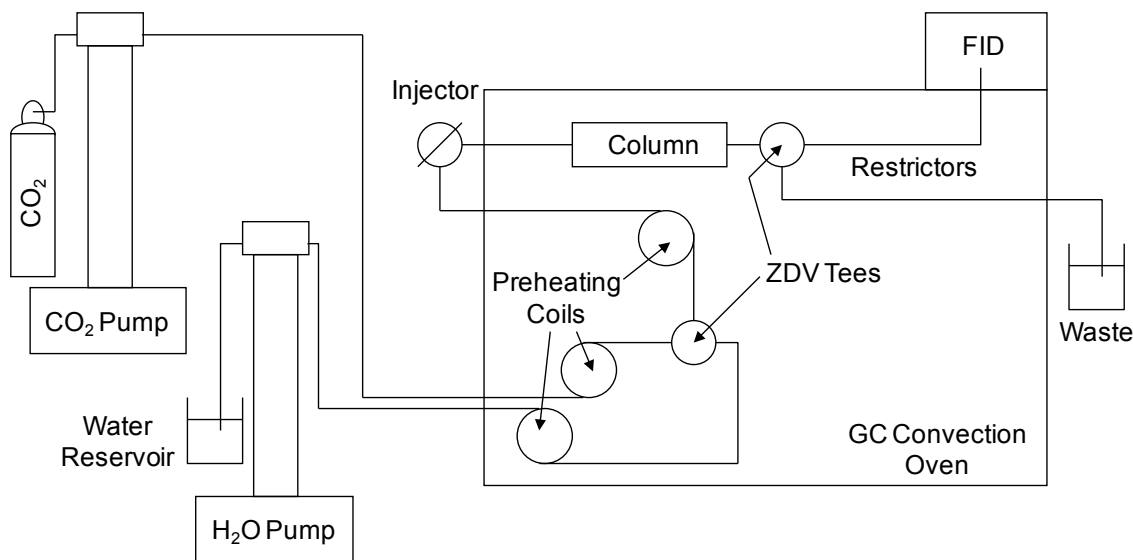 FID
Injector
Column
Restrictors
CO₂
Preheating
Coils
ZDV Tees
CO₂ Pump
Waste
Water
Reservoir
GC Convection
Oven
H₂O Pump